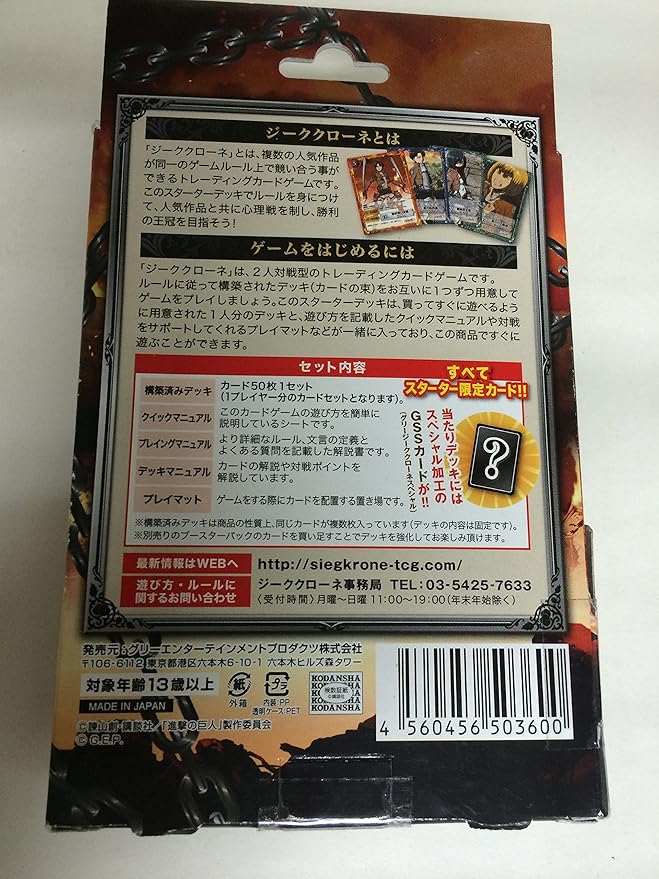 ジーククローネとは
「ジーククローネ」とは、複数の人気作品
が同一のゲームルール上で競い合う事が
できるトレーディングカードゲームです。
このスターターデッキでルールを身につけ
て、人気作品と共に心理戦を制し、勝利
の王冠を目指そう!
ゲームをはじめるには
「ジーククローネ」は、2人対戦型のトレーディングカードゲームです。
ルールに従って構築されたデッキ(カードの束)をお互いに1つずつ用意して
ゲームをプレイしましょう。このスターターデッキは、買ってすぐに遊べるよう
に用意された1人分のデッキと、遊び方を記載したクイックマニュアルや対戦
をサポートしてくれるプレイマットなどが一緒に入っており、この商品ですぐに
遊ぶことができます。
セット内容
構築済みデッキ
カード50枚1セット
(1プレイヤー分のカードセットとなります)。
クイックマニュアル
このカードゲームの遊び方を簡単に
説明しているシートです。
プレイングマニュアル
より詳細なルール、文言の定義と
よくある質問を記載した解説書です。
デッキマニュアル
カードの解説や対戦ポイントを
解説しています。
プレイマット
ゲームをする際にカードを配置する置き場です。
すべて
スターター限定カード!!
当たりデッキには
スペシャル加工の
GSSカードが!!
(グリージーククローネスペシャル)
?
※構築済みデッキは商品の性質上、同じカードが複数枚入っています(デッキの内容は固定です)。
※別売りのブースターパックのカードを買い足すことでデッキを強化してお楽しみ頂けます。
最新情報はWEBへ
http://siegkrone-tcg.com/
遊び方・ルールに
関するお問い合わせ
ジーククローネ事務局 TEL:03-5425-7633
〈受付時間〉月曜〜日曜 11:00〜19:00(年末年始除く)
発売元:グリーエンターテインメントプロダクツ株式会社
〒106-6112 東京都港区六本木6-10-1 六本木ヒルズ森タワー
対象年齢13歳以上
MADE IN JAPAN
紙
外箱
プラ
内装:PP
透明ケース:PET
KODANSHA
KODANSHA
検数証紙
©講談社
KODANSHA
KODANSHA
©諫山創・講談社/「進撃の巨人」製作委員会
©G.E.P.
4 560456 503600